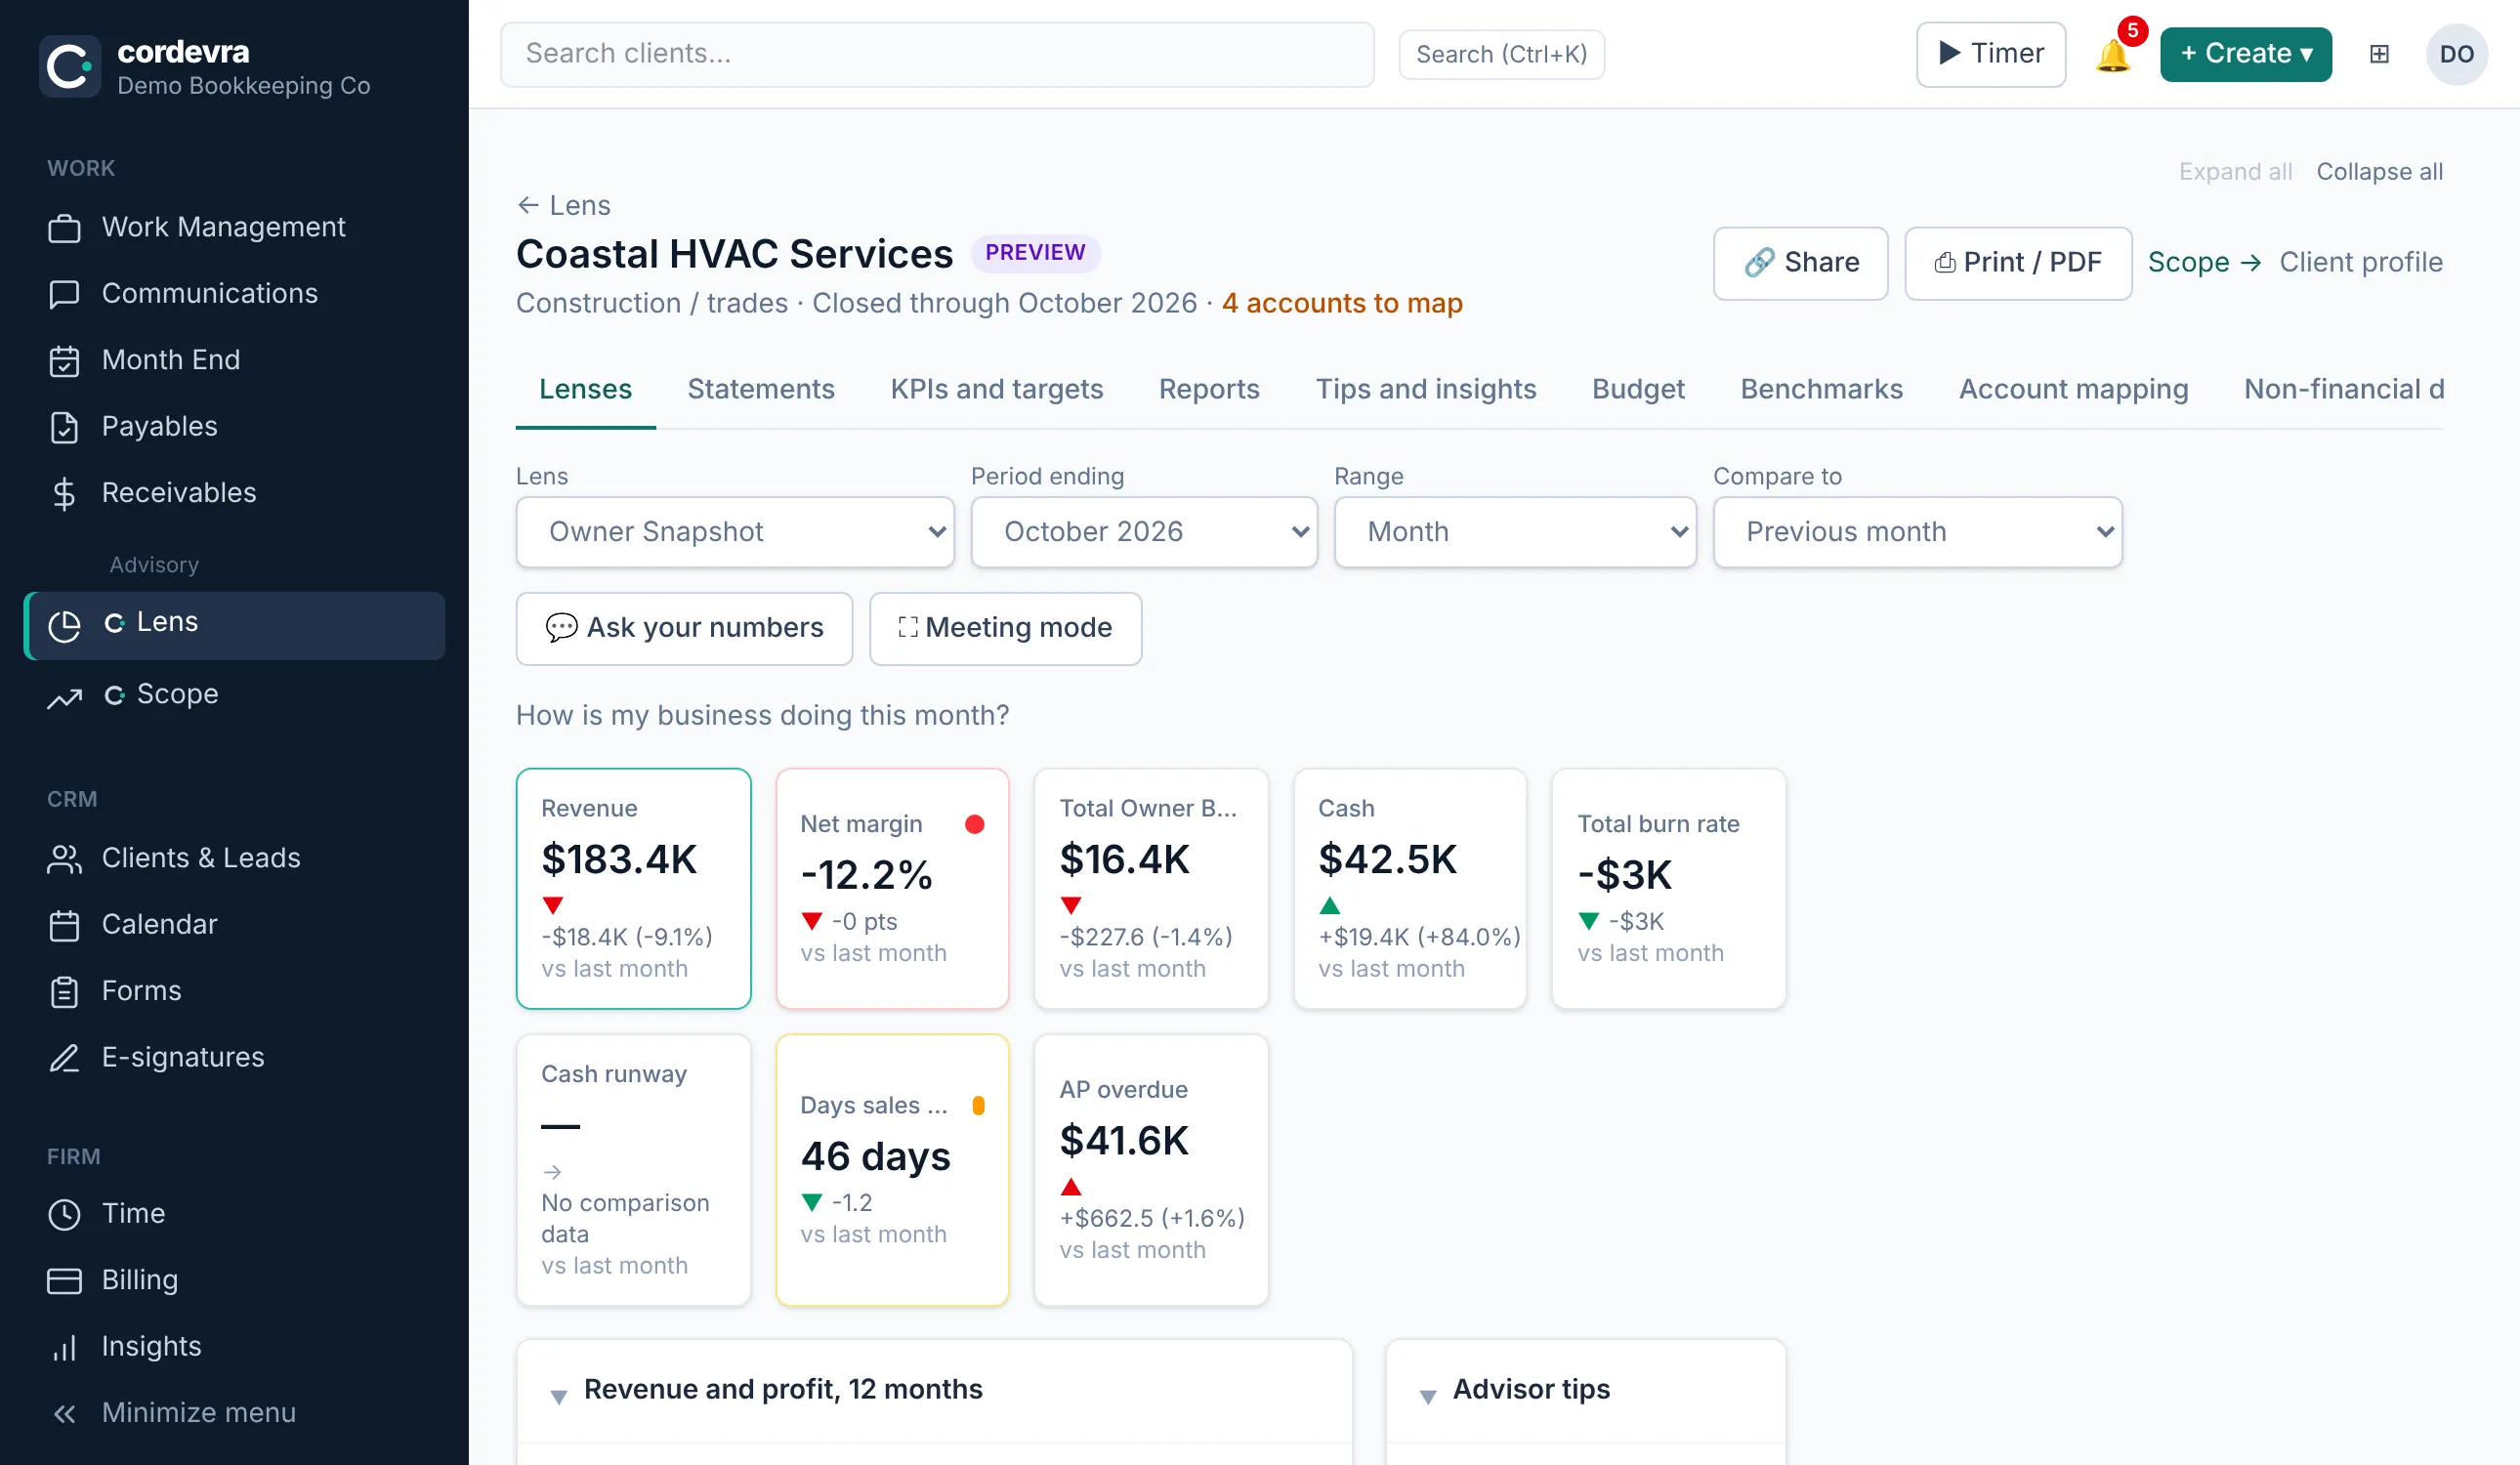 cordevra
Demo Bookkeeping Co
WORK
Work Management
Communications
Month End
Payables
Receivables
Advisory
Lens
Scope
CRM
Clients & Leads
Calendar
Forms
E-signatures
FIRM
Time
Billing
Insights
Minimize menu
Search clients...
Search (Ctrl+K)
Timer
5
+ Create ▾
DO
Expand all
Collapse all
← Lens
Coastal HVAC Services
PREVIEW
Construction / trades · Closed through October 2026 · 4 accounts to map
Share
Print / PDF
Scope →
Client profile
Lenses
Statements
KPIs and targets
Reports
Tips and insights
Budget
Benchmarks
Account mapping
Non-financial d
Lens
Owner Snapshot
Period ending
October 2026
Range
Month
Compare to
Previous month
Ask your numbers
Meeting mode
How is my business doing this month?
Revenue
$183.4K
▼
-$18.4K (-9.1%)
vs last month
Net margin
-12.2%
▼ -0 pts
vs last month
Total Owner B...
$16.4K
▼
-$227.6 (-1.4%)
vs last month
Cash
$42.5K
▲
+$19.4K (+84.0%)
vs last month
Total burn rate
-$3K
▼ -$3K
vs last month
Cash runway
—
→
No comparison
data
vs last month
Days sales ...
46 days
▼ -1.2
vs last month
AP overdue
$41.6K
▲
+$662.5 (+1.6%)
vs last month
▼ Revenue and profit, 12 months
▼ Advisor tips